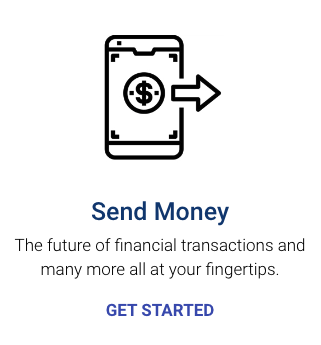 $
Send Money
The future of financial transactions and
many more all at your fingertips.
GET STARTED